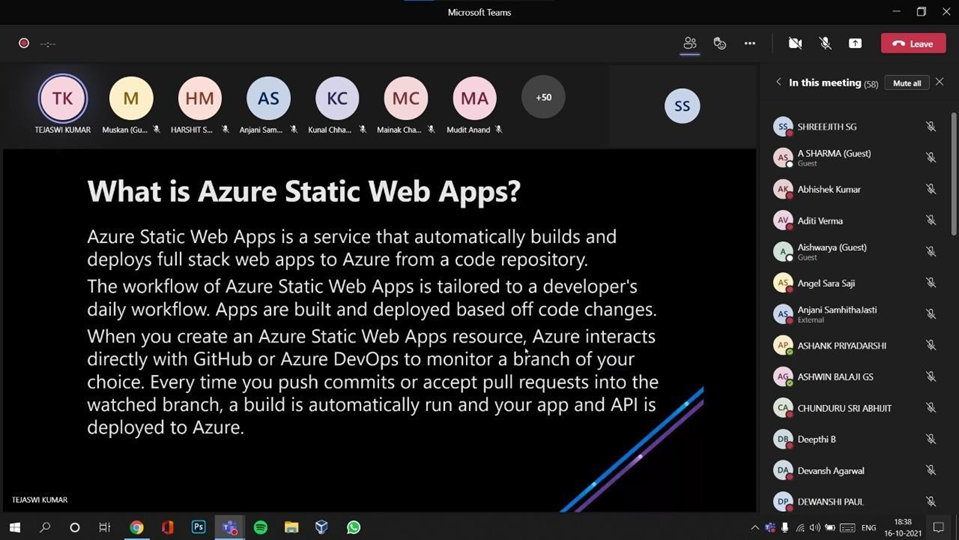 Microsoft Teams
--:--
Leave
TK
M
HM
AS
KC
MC
MA
+50
SS
TEJASWI KUMAR
Muskan (Gu...
HARSHIT S...
Anjani Sam...
Kunal Chha...
Mainak Cha...
Mudit Anand
What is Azure Static Web Apps?
Azure Static Web Apps is a service that automatically builds and
deploys full stack web apps to Azure from a code repository.
The workflow of Azure Static Web Apps is tailored to a developer's
daily workflow. Apps are built and deployed based off code changes.
When you create an Azure Static Web Apps resource, Azure interacts
directly with GitHub or Azure DevOps to monitor a branch of your
choice. Every time you push commits or accept pull requests into the
watched branch, a build is automatically run and your app and API is
deployed to Azure.
TEJASWI KUMAR
In this meeting (58)
Mute all
SS SHREEJITH SG
AS A SHARMA (Guest)
Guest
AK Abhishek Kumar
AV Aditi Verma
A Aishwarya (Guest)
Guest
AS Angel Sara Saji
AS Anjani SamhithaJasti
External
AP ASHANK PRIYADARSHI
AG ASHWIN BALAJI GS
CA CHUNDURU SRI ABHIJIT
DB Deepthi B
DA Devansh Agarwal
DP DEWANSHI PAUL
Ps
ENG
18:38
16-10-2021